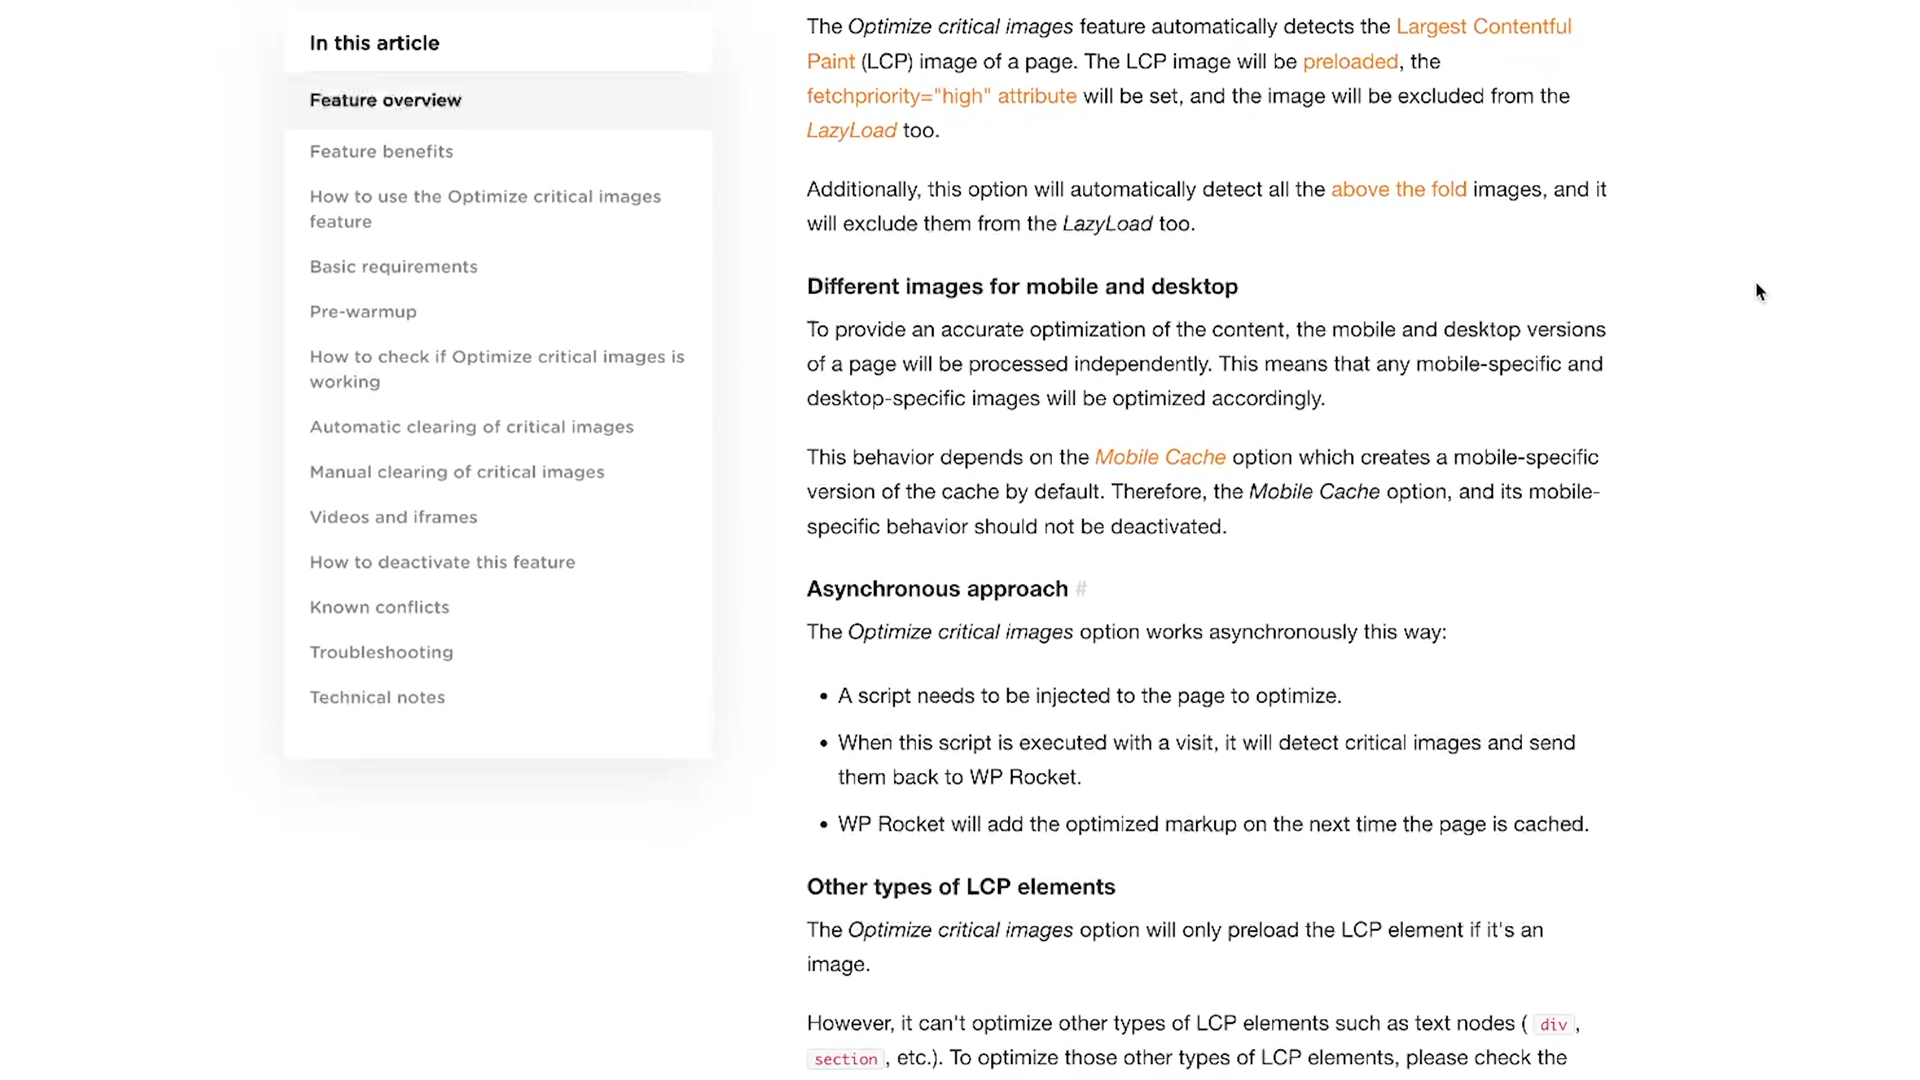 In this article
Feature overview
Feature benefits
How to use the Optimize critical images
feature
Basic requirements
Pre-warmup
How to check if Optimize critical images is
working
Automatic clearing of critical images
Manual clearing of critical images
Videos and iframes
How to deactivate this feature
Known conflicts
Troubleshooting
Technical notes
The Optimize critical images feature automatically detects the Largest Contentful
Paint (LCP) image of a page. The LCP image will be preloaded, the
fetchpriority="high" attribute will be set, and the image will be excluded from the
LazyLoad too.
Additionally, this option will automatically detect all the above the fold images, and it
will exclude them from the LazyLoad too.
Different images for mobile and desktop
To provide an accurate optimization of the content, the mobile and desktop versions
of a page will be processed independently. This means that any mobile-specific and
desktop-specific images will be optimized accordingly.
This behavior depends on the Mobile Cache option which creates a mobile-specific
version of the cache by default. Therefore, the Mobile Cache option, and its mobile-
specific behavior should not be deactivated.
Asynchronous approach #
The Optimize critical images option works asynchronously this way:
• A script needs to be injected to the page to optimize.
• When this script is executed with a visit, it will detect critical images and send
them back to WP Rocket.
• WP Rocket will add the optimized markup on the next time the page is cached.
Other types of LCP elements
The Optimize critical images option will only preload the LCP element if it's an
image.
However, it can't optimize other types of LCP elements such as text nodes ( div ,
section , etc.). To optimize those other types of LCP elements, please check the